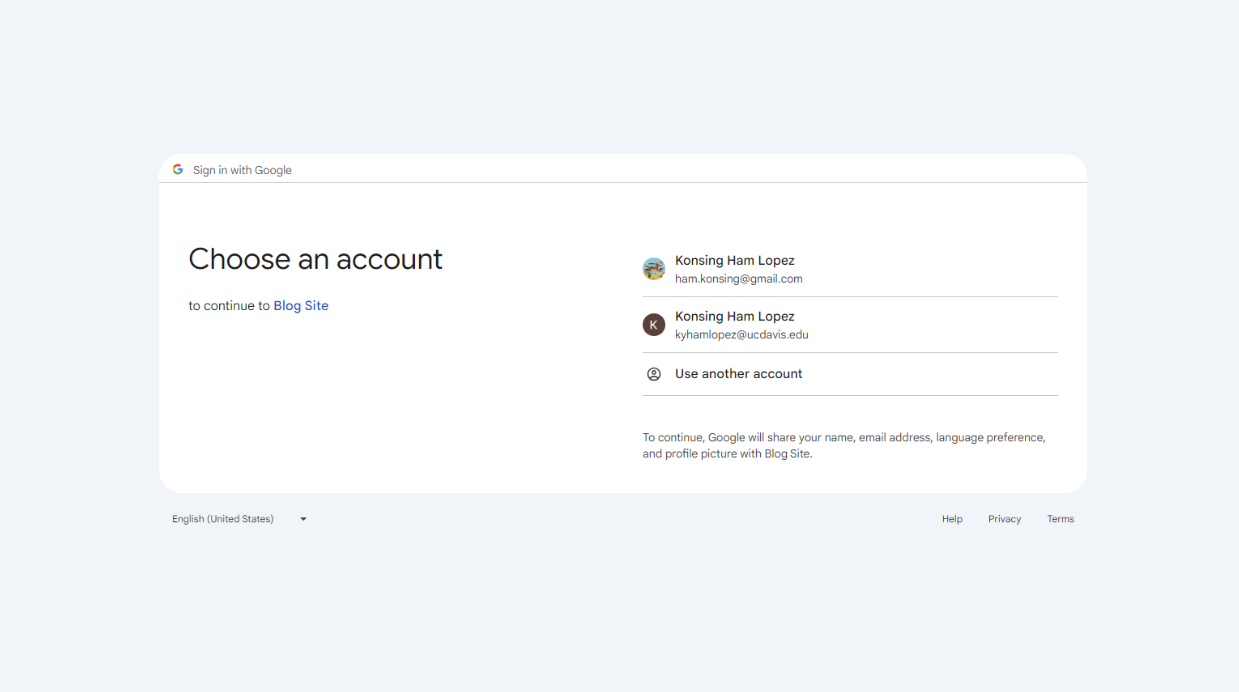 Sign in with Google
Choose an account
to continue to Blog Site
Konsing Ham Lopez
ham.konsing@gmail.com
K
Konsing Ham Lopez
kyhamlopez@ucdavis.edu
Use another account
To continue, Google will share your name, email address, language preference,
and profile picture with Blog Site.
English (United States)
Help
Privacy
Terms